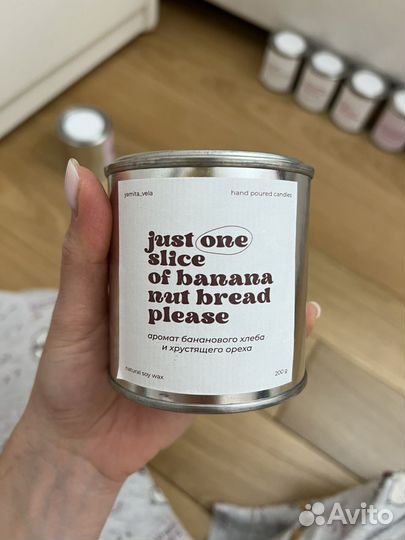 yamita_vela
hand poured candles
just one
slice
of banana
nut bread
please
аромат бананового хлеба
и хрустящего ореха
natural soy wax
200 g
Avito